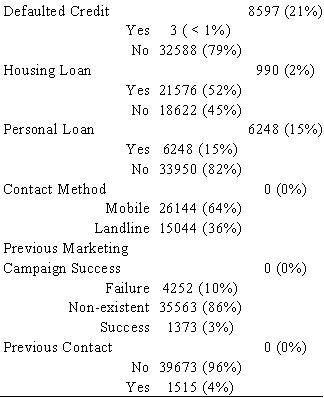 Defaulted Credit 8597 (21%)
Yes 3 ( < 1%)
No 32588 (79%)
Housing Loan 990 (2%)
Yes 21576 (52%)
No 18622 (45%)
Personal Loan 6248 (15%)
Yes 6248 (15%)
No 33950 (82%)
Contact Method 0 (0%)
Mobile 26144 (64%)
Landline 15044 (36%)
Previous Marketing
Campaign Success 0 (0%)
Failure 4252 (10%)
Non-existent 35563 (86%)
Success 1373 (3%)
Previous Contact 0 (0%)
No 39673 (96%)
Yes 1515 (4%)